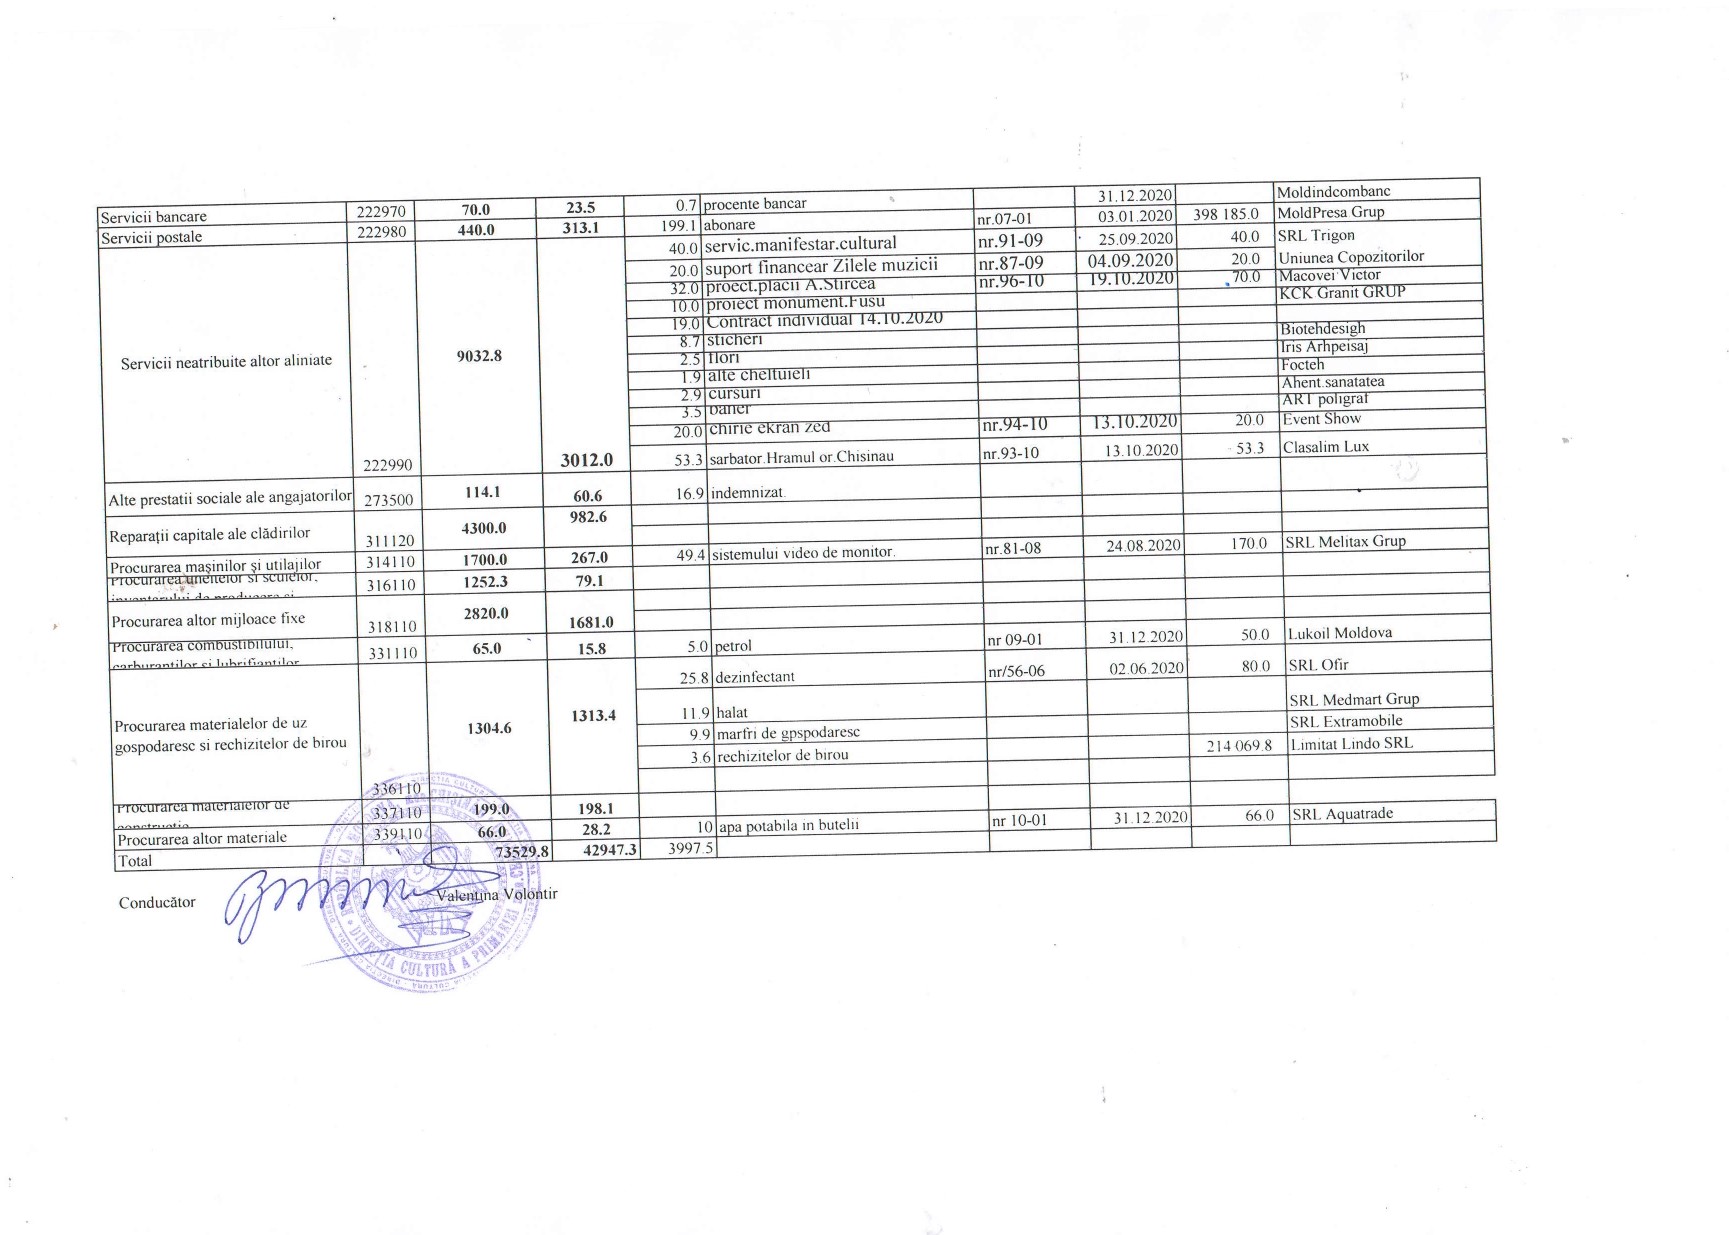 Servicii bancare 222970 70.0 23.5 0.7 procente bancar 31.12.2020 Moldindcombanc
Servicii postale 222980 440.0 313.1 199.1 abonare nr.07-01 03.01.2020 398 185.0 MoldPresa Grup
40.0 servic.manifestar.cultural nr.91-09 25.09.2020 40.0 SRL Trigon
20.0 suport financear Zilele muzicii nr.87-09 04.09.2020 20.0 Uniunea Copozitorilor
32.0 proect.placii A.Stircea nr.96-10 19.10.2020 70.0 Macovei Victor
10.0 proiect monument.Fusu KCK Granit GRUP
19.0 Contract individual 14.10.2020
8.7 sticheri Biotehdesigh
2.5 flori Iris Arhpeisaj
Servicii neatribuite altor aliniate 9032.8
1.9 alte cheltuieli Focteh
2.9 cursuri Ahent.sanatatea
3.5 baner ART poligraf
20.0 chirie ekran zed nr.94-10 13.10.2020 20.0 Event Show
222990 3012.0 53.3 sarbator.Hramul or.Chisinau nr.93-10 13.10.2020 53.3 Clasalim Lux
Alte prestatii sociale ale angajatorilor 273500 114.1 60.6 16.9 indemnizat.
Reparații capitale ale clădirilor 311120 4300.0 982.6
Procurarea mașinilor și utilajilor 314110 1700.0 267.0 49.4 sistemului video de monitor. nr.81-08 24.08.2020 170.0 SRL Melitax Grup
Procurarea uneltelor si sculelor, 316110 1252.3 79.1
inventarului de producere si
Procurarea altor mijloace fixe 318110 2820.0 1681.0
Procurarea combustibilului, 331110 65.0 15.8 5.0 petrol nr 09-01 31.12.2020 50.0 Lukoil Moldova
carburantilor si lubrifiantilor
25.8 dezinfectant nr/56-06 02.06.2020 80.0 SRL Ofir
11.9 halat SRL Medmart Grup
Procurarea materialelor de uz
gospodaresc si rechizitelor de birou 336110 1304.6 1313.4
9.9 marfri de gpspodaresc SRL Extramobile
3.6 rechizitelor de birou 214 069.8 Limitat Lindo SRL
Procurarea materialelor de 337110 199.0 198.1
constructie
Procurarea altor materiale 339110 66.0 28.2 10 apa potabila in butelii nr 10-01 31.12.2020 66.0 SRL Aquatrade
Total 73529.8 42947.3 3997.5
Conducător Valentina Volontir
REPUBLICA MOLDOVA
DIRECȚIA CULTURĂ A PRIMĂRIEI